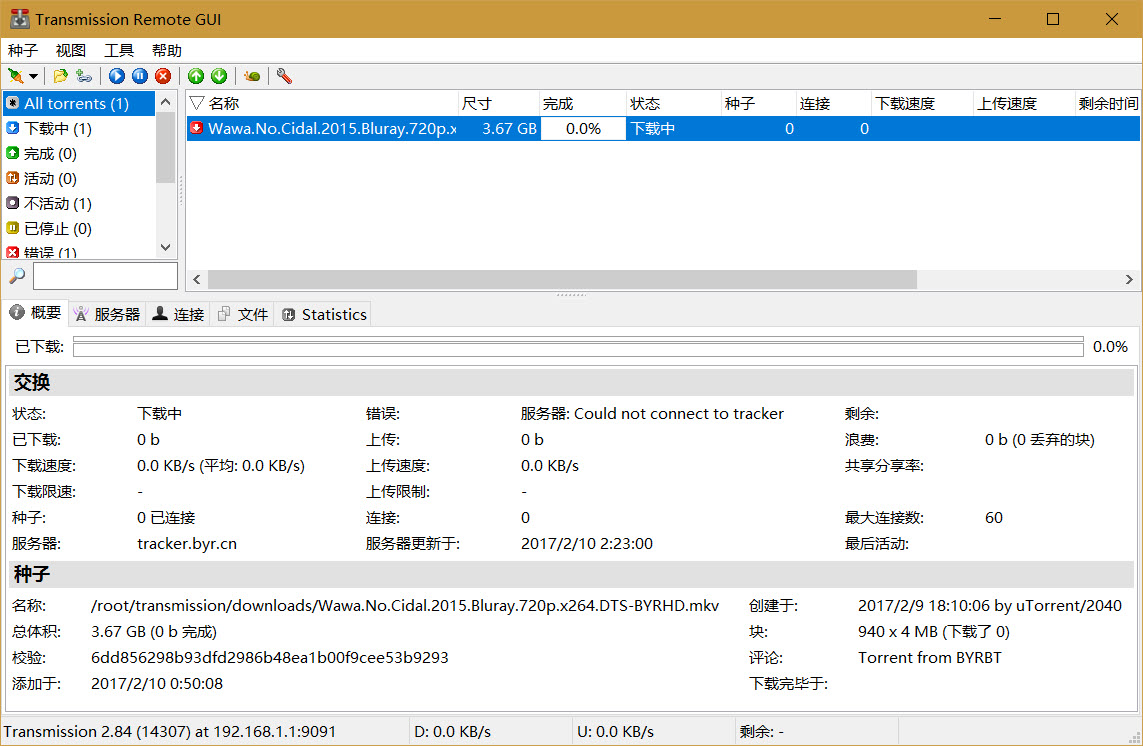 Transmission Remote GUI
种子 视图 工具 帮助
All torrents (1)
下载中 (1)
完成 (0)
活动 (0)
不活动 (1)
已停止 (0)
错误 (1)
名称 尺寸 完成 状态 种子 连接 下载速度 上传速度 剩余时间
Wawa.No.Cidal.2015.Bluray.720p.x 3.67 GB 0.0% 下载中 0 0
概要 服务器 连接 文件 Statistics
已下载: 0.0%
交换
状态: 下载中 错误: 服务器: Could not connect to tracker 剩余:
已下载: 0 b 上传: 0 b 浪费: 0 b (0 丢弃的块)
下载速度: 0.0 KB/s (平均: 0.0 KB/s) 上传速度: 0.0 KB/s 共享分享率:
下载限速: - 上传限制: -
种子: 0 已连接 连接: 0 最大连接数: 60
服务器: tracker.byr.cn 服务器更新于: 2017/2/10 2:23:00 最后活动:
种子
名称: /root/transmission/downloads/Wawa.No.Cidal.2015.Bluray.720p.x264.DTS-BYRHD.mkv 创建于: 2017/2/9 18:10:06 by uTorrent/2040
总体积: 3.67 GB (0 b 完成) 块: 940 x 4 MB (下载了 0)
校验: 6dd856298b93dfd2986b48ea1b00f9cee53b9293 评论: Torrent from BYRBT
添加于: 2017/2/10 0:50:08 下载完毕于:
Transmission 2.84 (14307) at 192.168.1.1:9091 D: 0.0 KB/s U: 0.0 KB/s 剩余: -